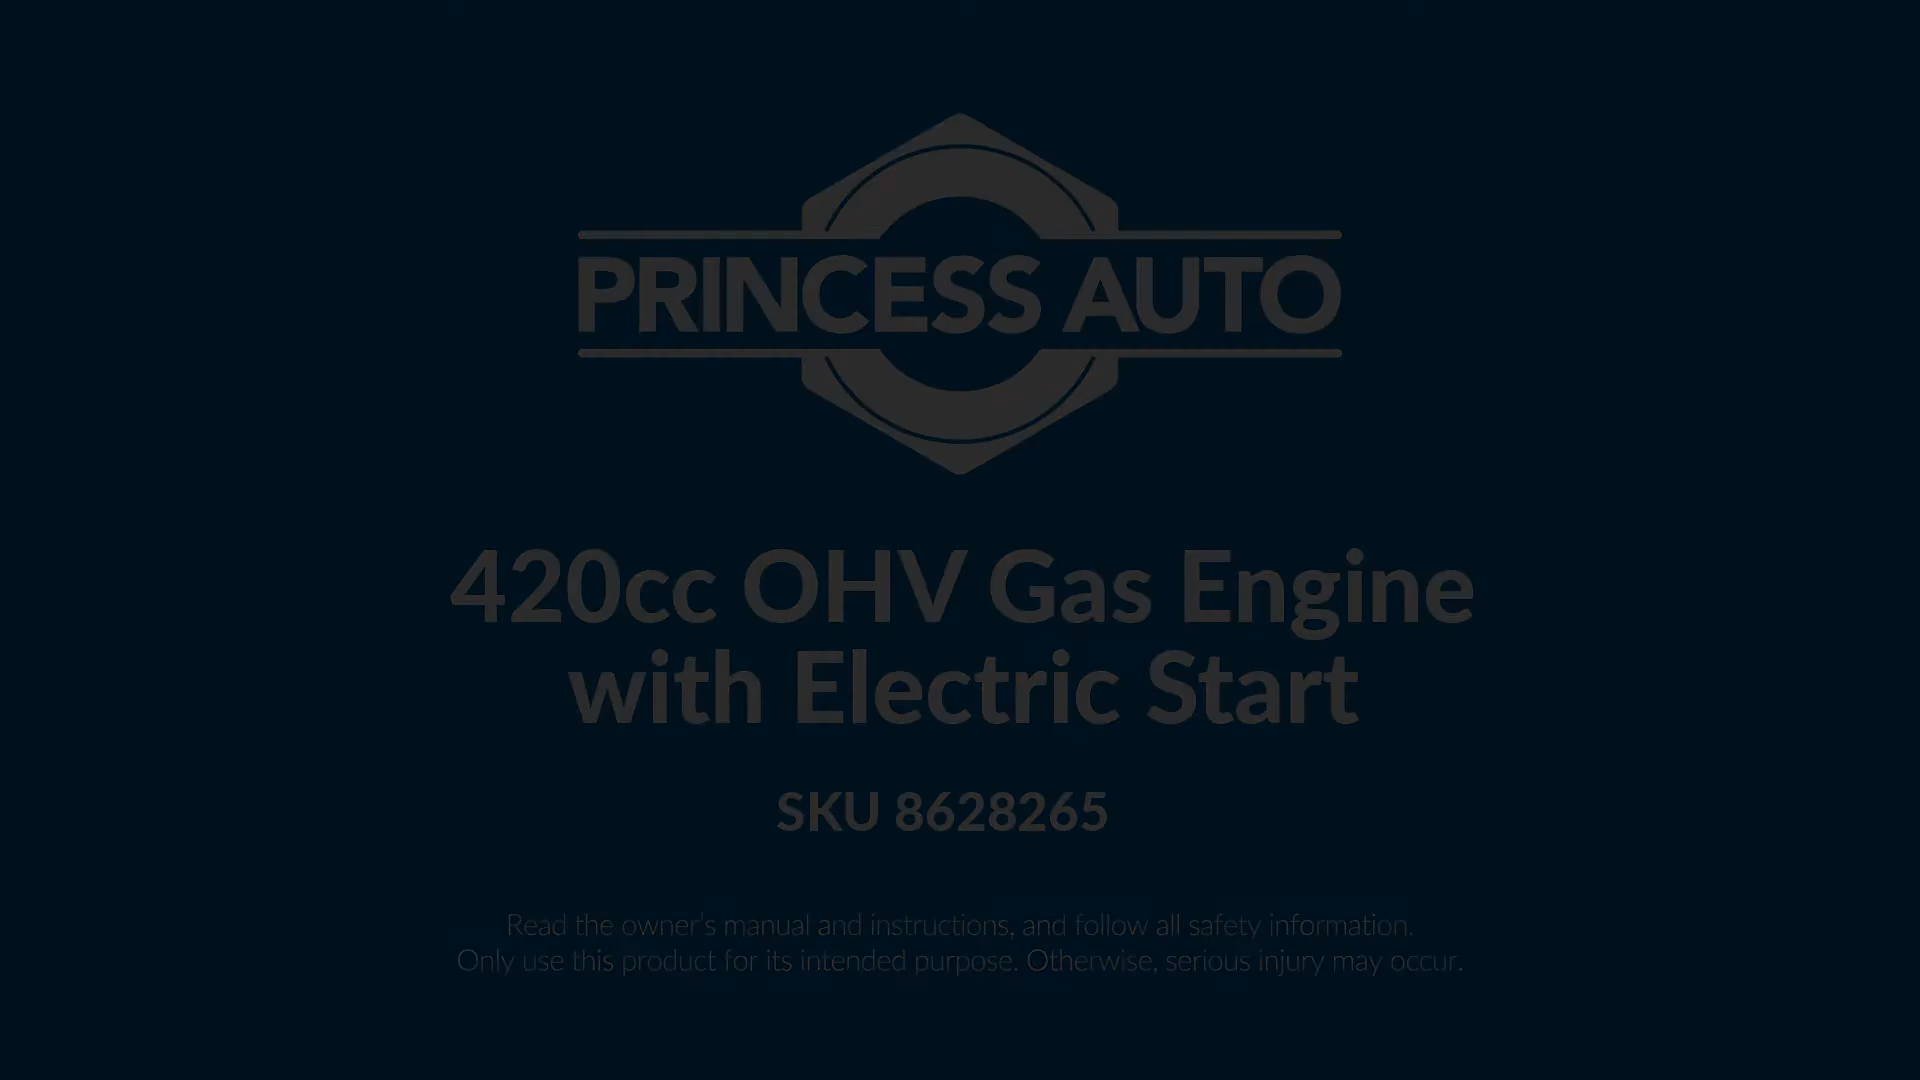 PRINCESS AUTO
420cc OHV Gas Engine
with Electric Start
SKU 8628265
Read the owner's manual and instructions, and follow all safety information.
Only use this product for its intended purpose. Otherwise, serious injury may occur.